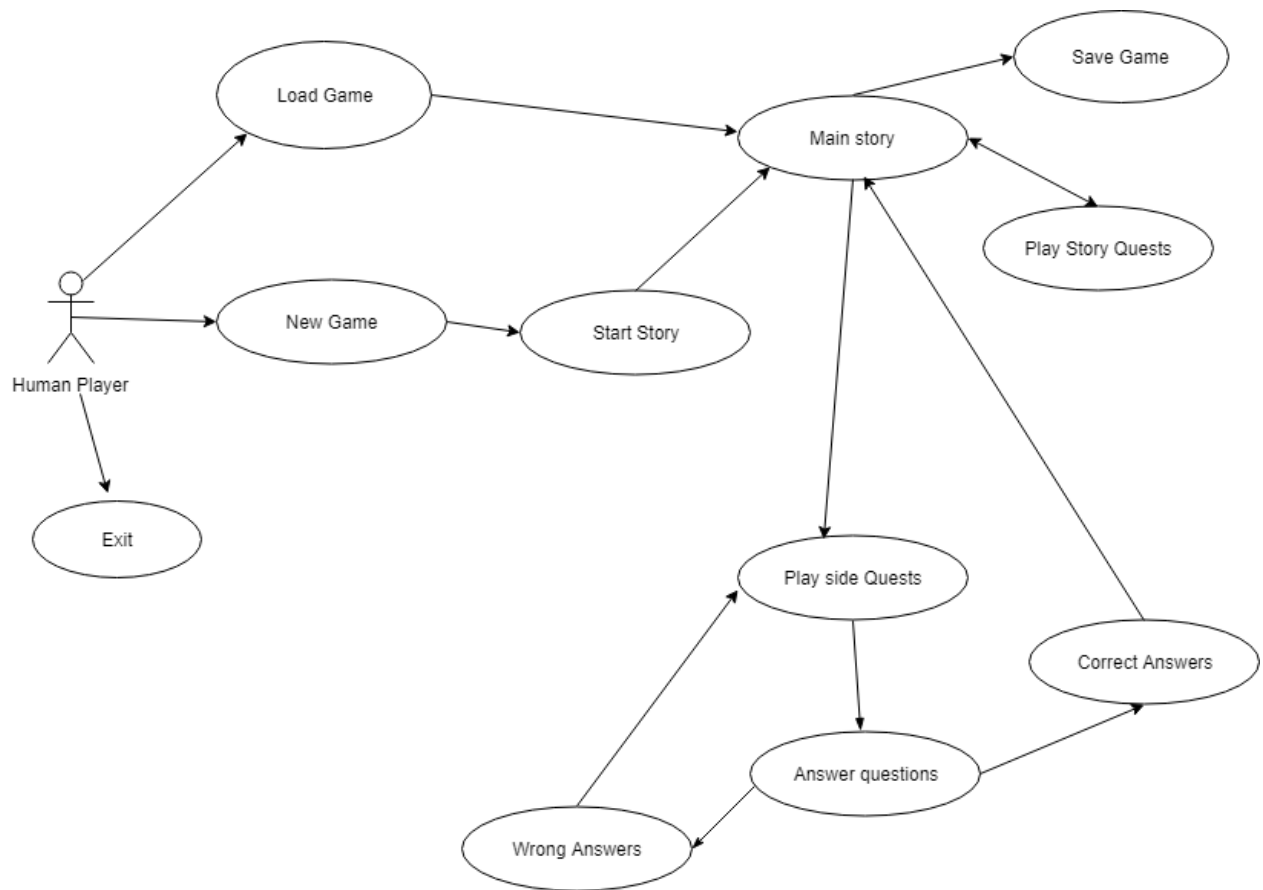 Save Game
Load Game
Main story
Play Story Quests
New Game
Start Story
Human Player
Exit
Play side Quests
Correct Answers
Answer questions
Wrong Answers